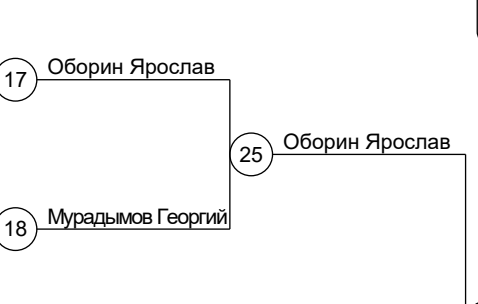 Оборин Ярослав
17
25
Оборин Ярослав
Мурадымов Георгий
18